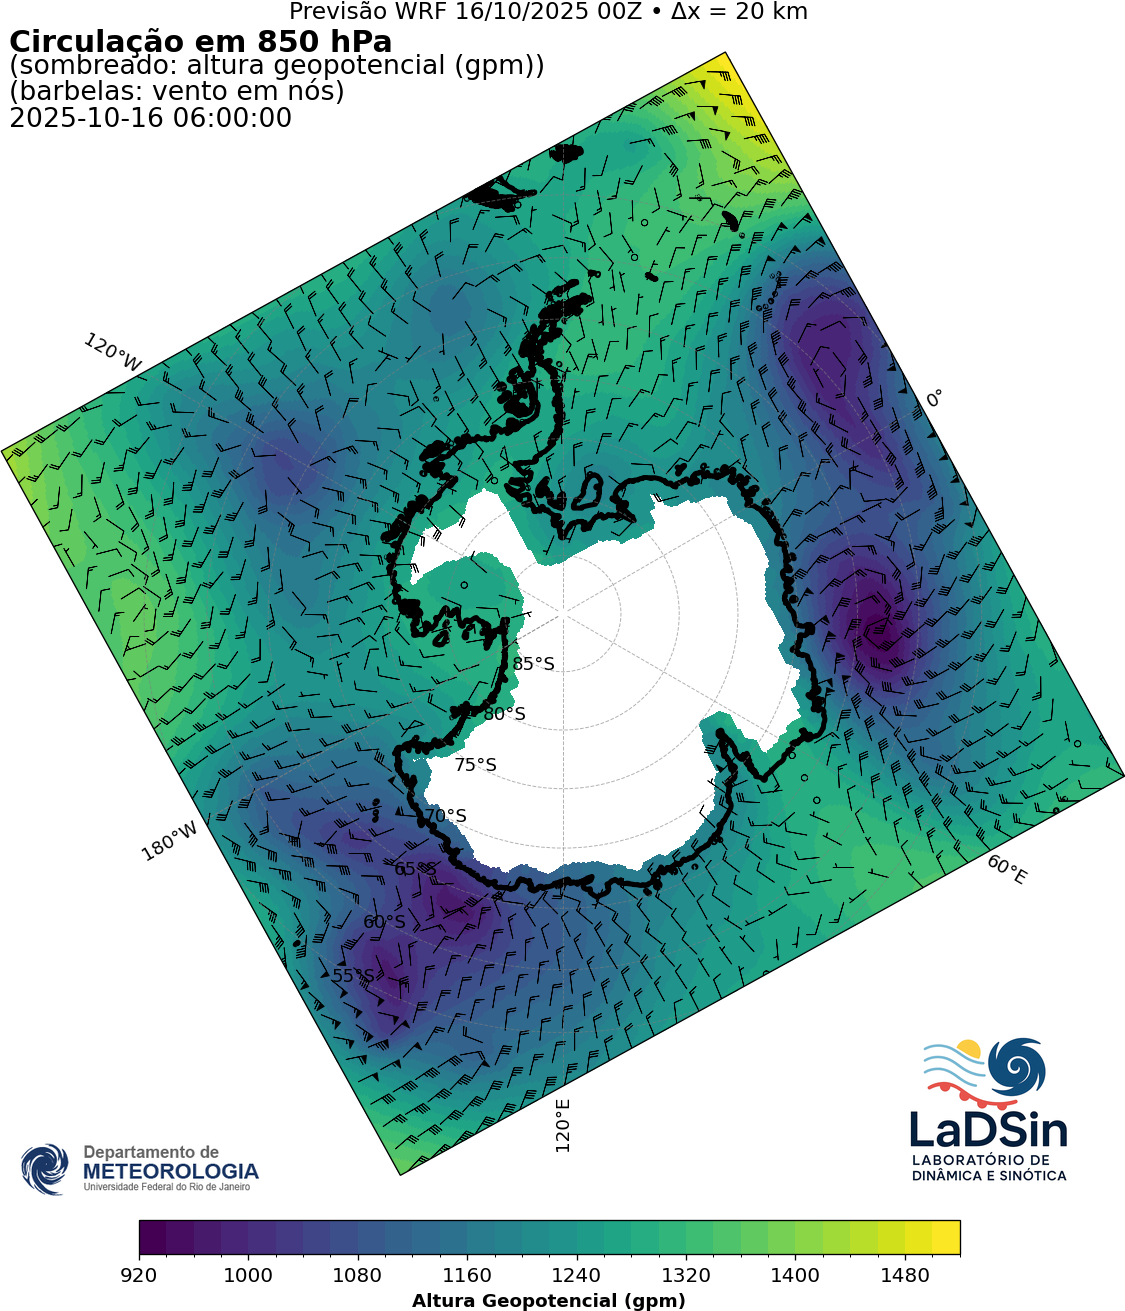 Previsão WRF 16/10/2025 00Z • Δx = 20 km
Circulação em 850 hPa
(sombreado: altura geopotencial (gpm))
(barbelas: vento em nós)
2025-10-16 06:00:00
120°W
0°
85°S
80°S
75°S
70°S
65°S
60°S
55°S
180°W
60°E
120°E
Departamento de
METEOROLOGIA
Universidade Federal do Rio de Janeiro
LaDSin
LABORATÓRIO DE
DINÂMICA E SINÓTICA
920 1000 1080 1160 1240 1320 1400 1480
Altura Geopotencial (gpm)